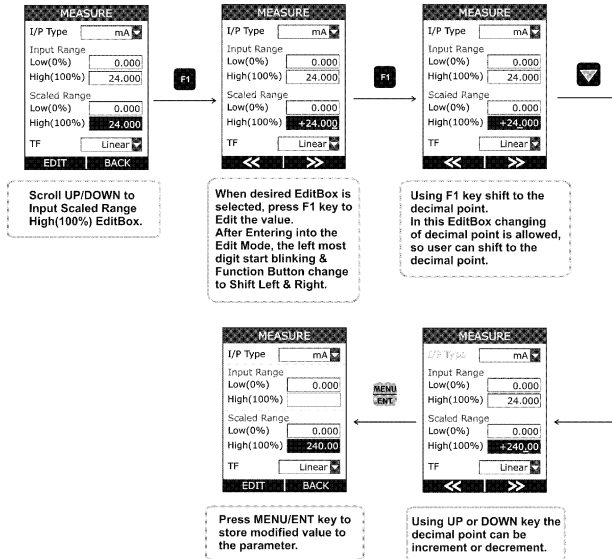 MEASURE
I/P Type mA
Input Range
Low(0%) 0.000
High(100%) 24.000
Scaled Range
Low(0%) 0.000
High(100%) 24.000
TF Linear
EDIT BACK
F1
MEASURE
I/P Type mA
Input Range
Low(0%) 0.000
High(100%) 24.000
Scaled Range
Low(0%) 0.000
High(100%) +24.000
TF Linear
<< >>
F1
MEASURE
I/P Type mA
Input Range
Low(0%) 0.000
High(100%) 24.000
Scaled Range
Low(0%) 0.000
High(100%) +24.000
TF Linear
<< >>
Scroll UP/DOWN to
Input Scaled Range
High(100%) EditBox.
When desired EditBox is
selected, press F1 key to
Edit the value.
After Entering into the
Edit Mode, the left most
digit start blinking &
Function Button change
to Shift Left & Right.
Using F1 key shift to the
decimal point.
In this EditBox changing
of decimal point is allowed,
so user can shift to the
decimal point.
MEASURE
I/P Type mA
Input Range
Low(0%) 0.000
High(100%)
Scaled Range
Low(0%) 0.000
High(100%) 240.00
TF Linear
EDIT BACK
MENU
ENT
MEASURE
I/P Type mA
Input Range
Low(0%) 0.000
High(100%) 24.000
Scaled Range
Low(0%) 0.000
High(100%) +240.00
TF Linear
<< >>
Press MENU/ENT key to
store modified value to
the parameter.
Using UP or DOWN key the
decimal point can be
increment or decrement.